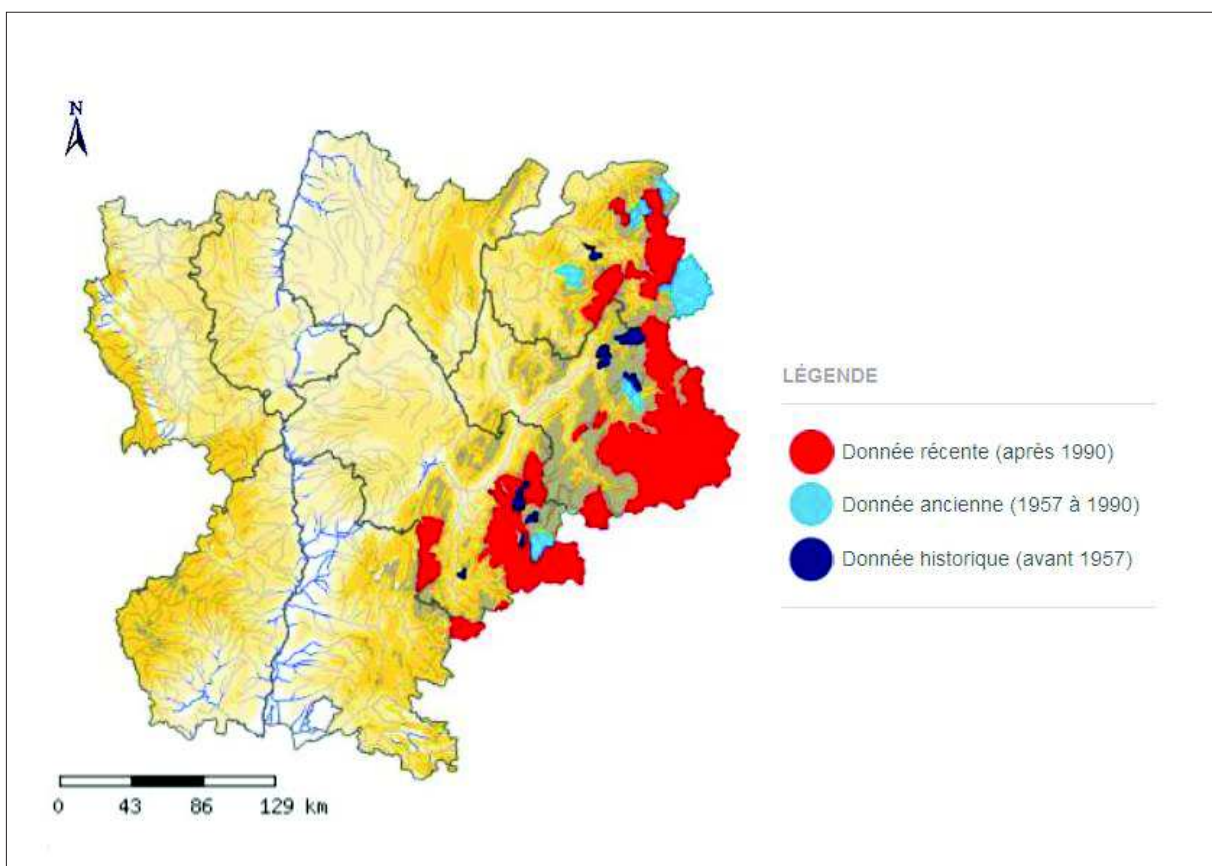 N
LÉGENDE
Donnée récente (après 1990)
Donnée ancienne (1957 à 1990)
Donnée historique (avant 1957)
0 43 86 129 km